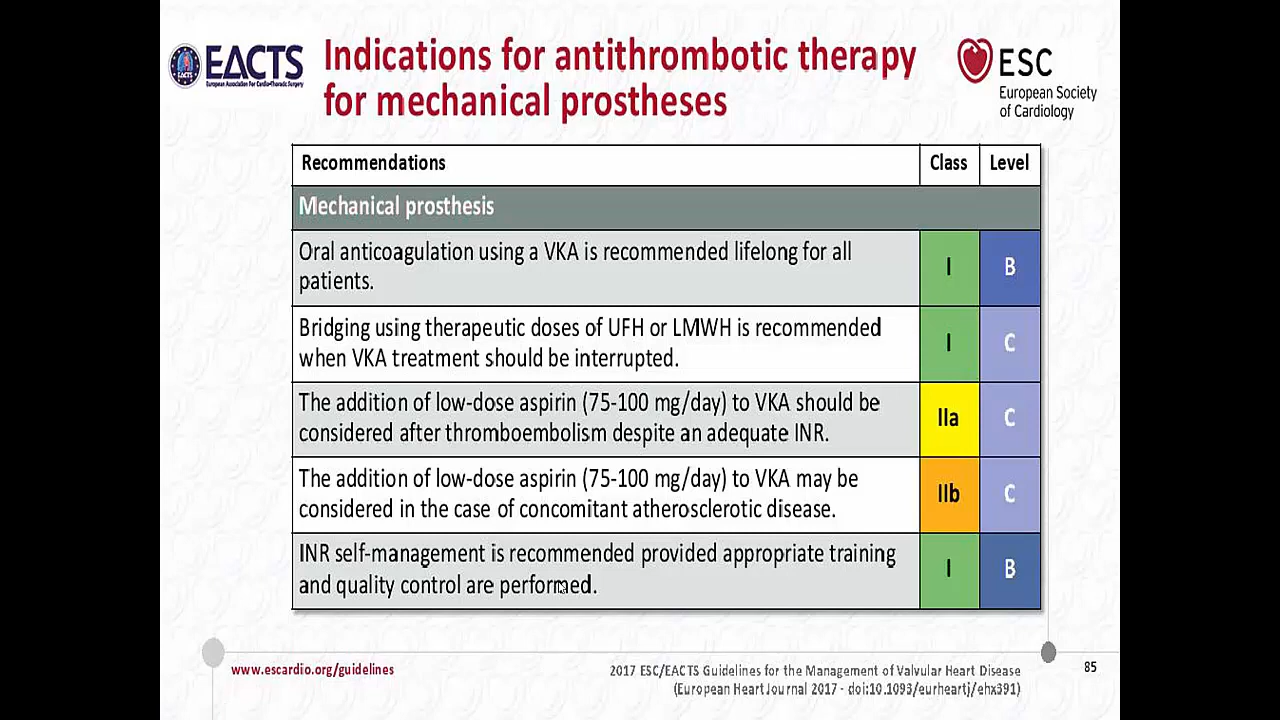 EACTS
EACTS
European Association For Cardio-Thoracic Surgery
Indications for antithrombotic therapy
for mechanical prostheses
ESC
European Society
of Cardiology
Recommendations Class Level
Mechanical prosthesis
Oral anticoagulation using a VKA is recommended lifelong for all
patients.
I B
Bridging using therapeutic doses of UFH or LMWH is recommended
when VKA treatment should be interrupted.
I C
The addition of low-dose aspirin (75-100 mg/day) to VKA should be
considered after thromboembolism despite an adequate INR.
IIa C
The addition of low-dose aspirin (75-100 mg/day) to VKA may be
considered in the case of concomitant atherosclerotic disease.
IIb C
INR self-management is recommended provided appropriate training
and quality control are performed.
I B
www.escardio.org/guidelines
2017 ESC/EACTS Guidelines for the Management of Valvular Heart Disease
(European Heart Journal 2017 - doi:10.1093/eurheartj/ehx391)
85